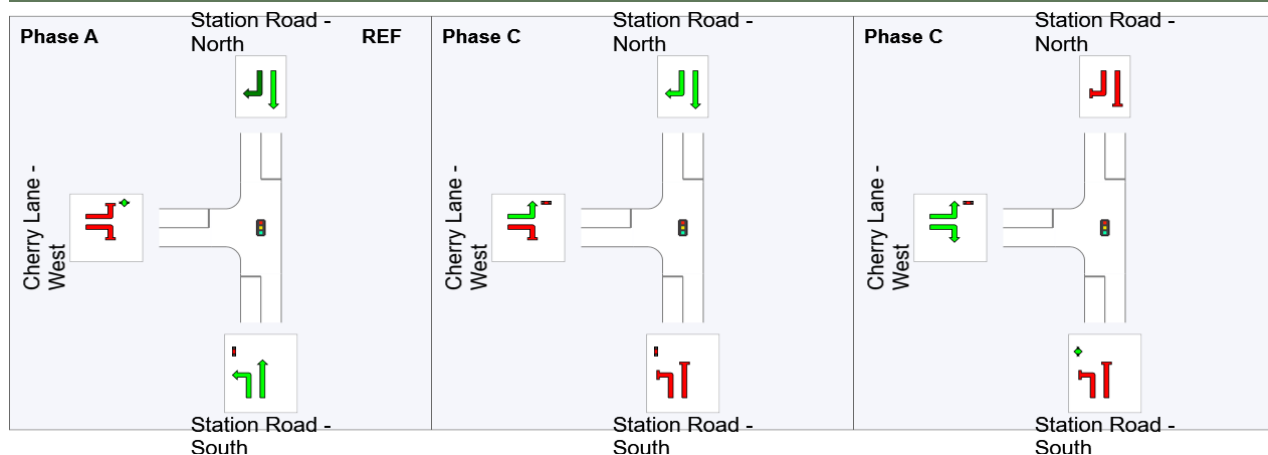 Phase A
REF
Station Road -
North
Cherry Lane -
West
Station Road -
South
Phase C
Station Road -
North
Cherry Lane -
West
Station Road -
South
Phase C
Station Road -
North
Cherry Lane -
West
Station Road -
South